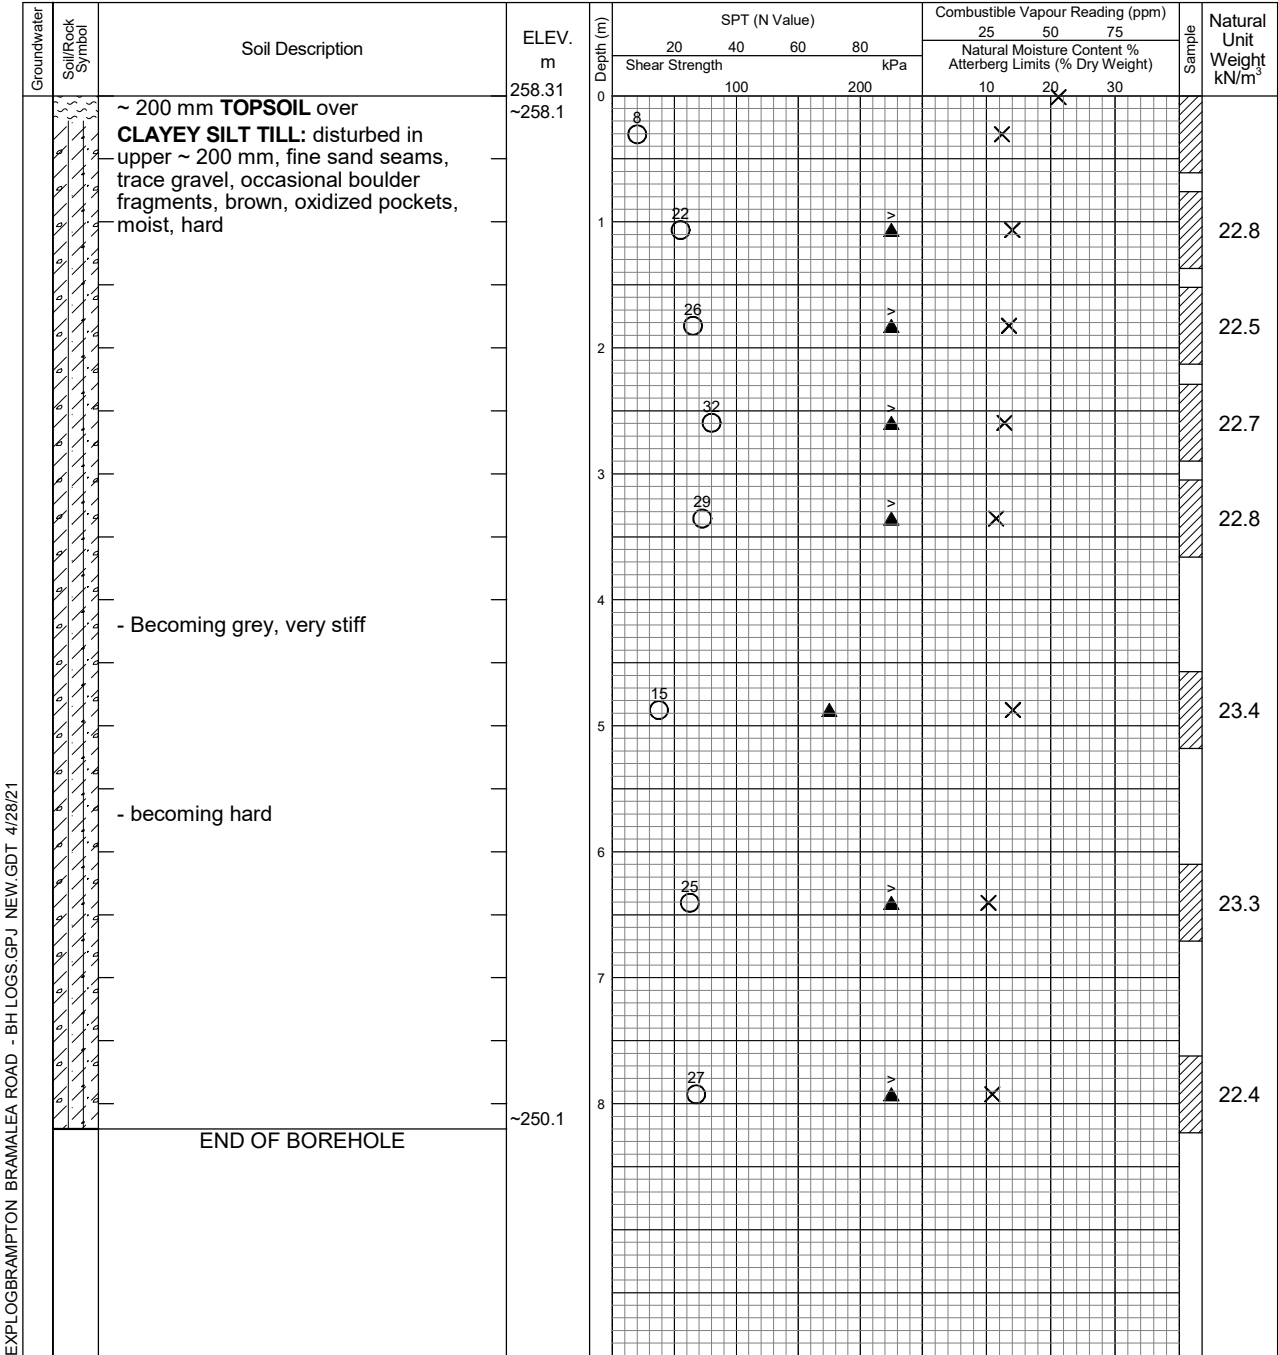 Groundwater
Soil/Rock
Symbol
Soil Description
ELEV.
m
258.31
Depth (m)
SPT (N Value)
20 40 60 80
Shear Strength kPa
100 200
Combustible Vapour Reading (ppm)
25 50 75
Natural Moisture Content %
Atterberg Limits (% Dry Weight)
10 20 30
Sample
Natural
Unit
Weight
kN/m3
0
~ 200 mm TOPSOIL over
~258.1
CLAYEY SILT TILL: disturbed in
upper ~ 200 mm, fine sand seams,
trace gravel, occasional boulder
fragments, brown, oxidized pockets,
moist, hard
8
22
>
1
22.8
26
>
22.5
2
32
>
22.7
3
29
>
22.8
4
- Becoming grey, very stiff
15
23.4
5
- becoming hard
6
25
>
23.3
7
27
>
22.4
8
~250.1
END OF BOREHOLE
EXPLOGBRAMPTON BRAMALEA ROAD - BH LOGS.GPJ NEW.GDT 4/28/21